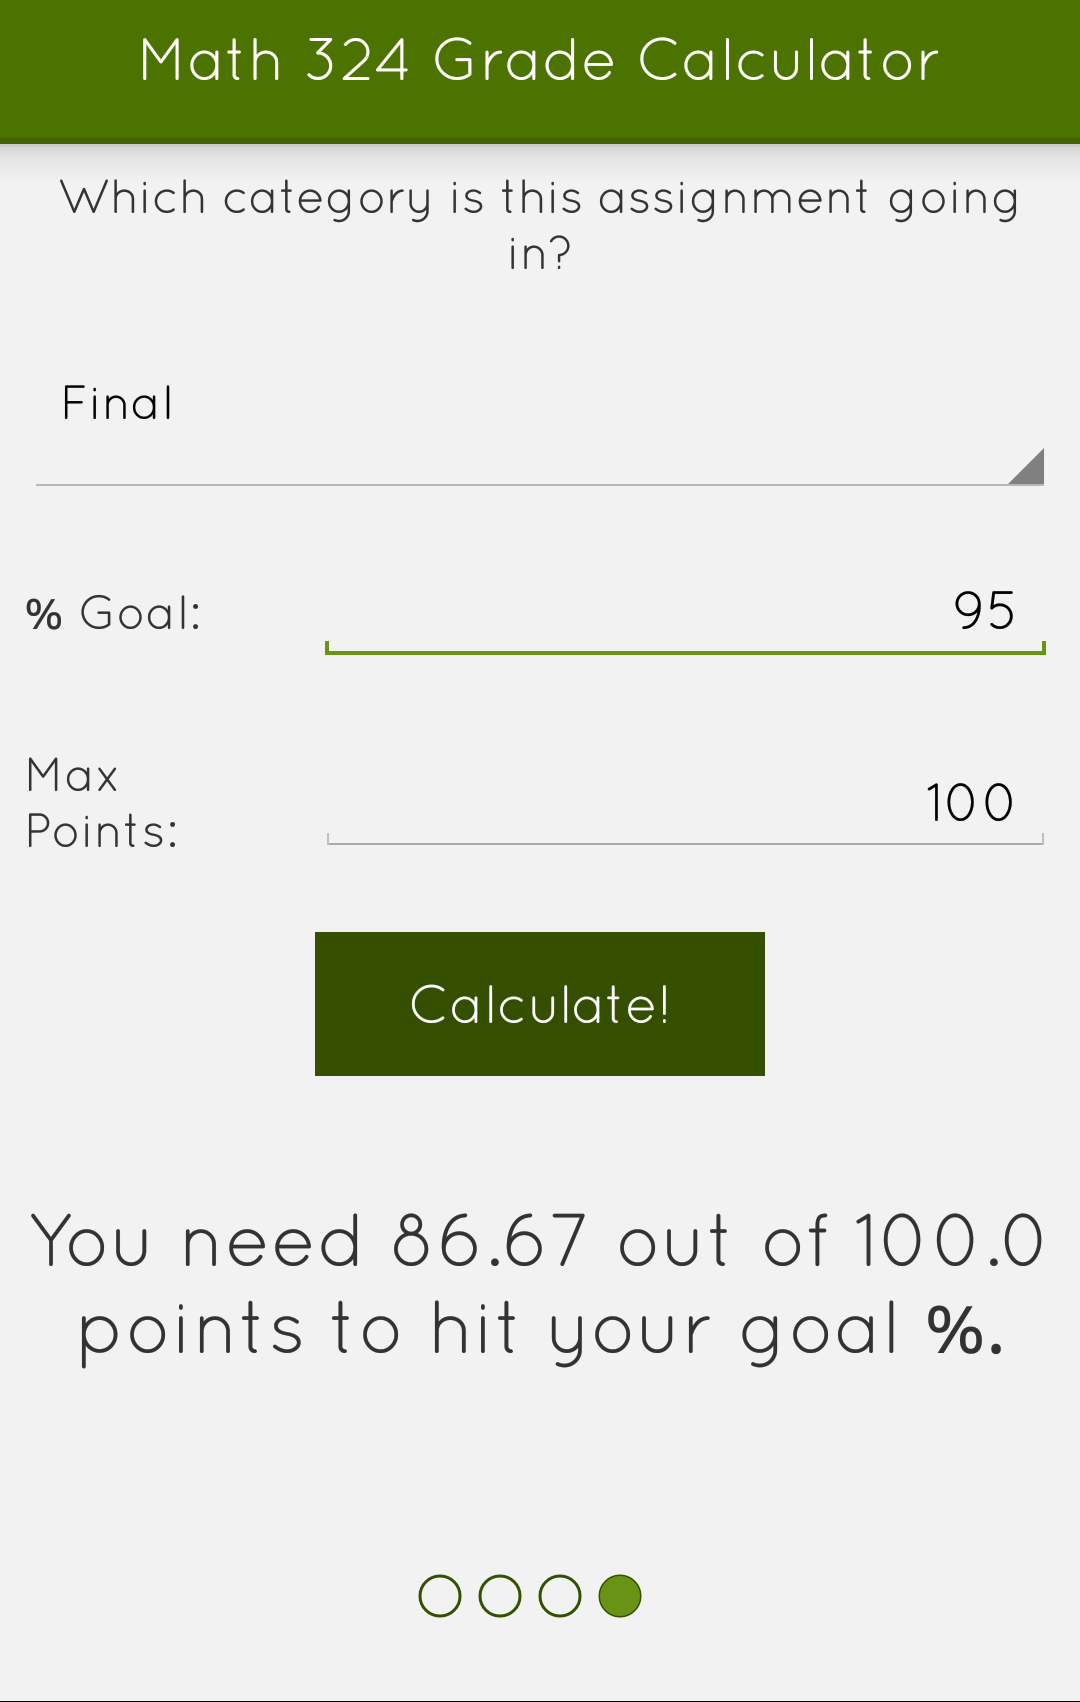 Math 324 Grade Calculator
Which category is this assignment going
in?
Final
% Goal:
95
Max
Points:
100
Calculate!
You need 86.67 out of 100.0
points to hit your goal %.